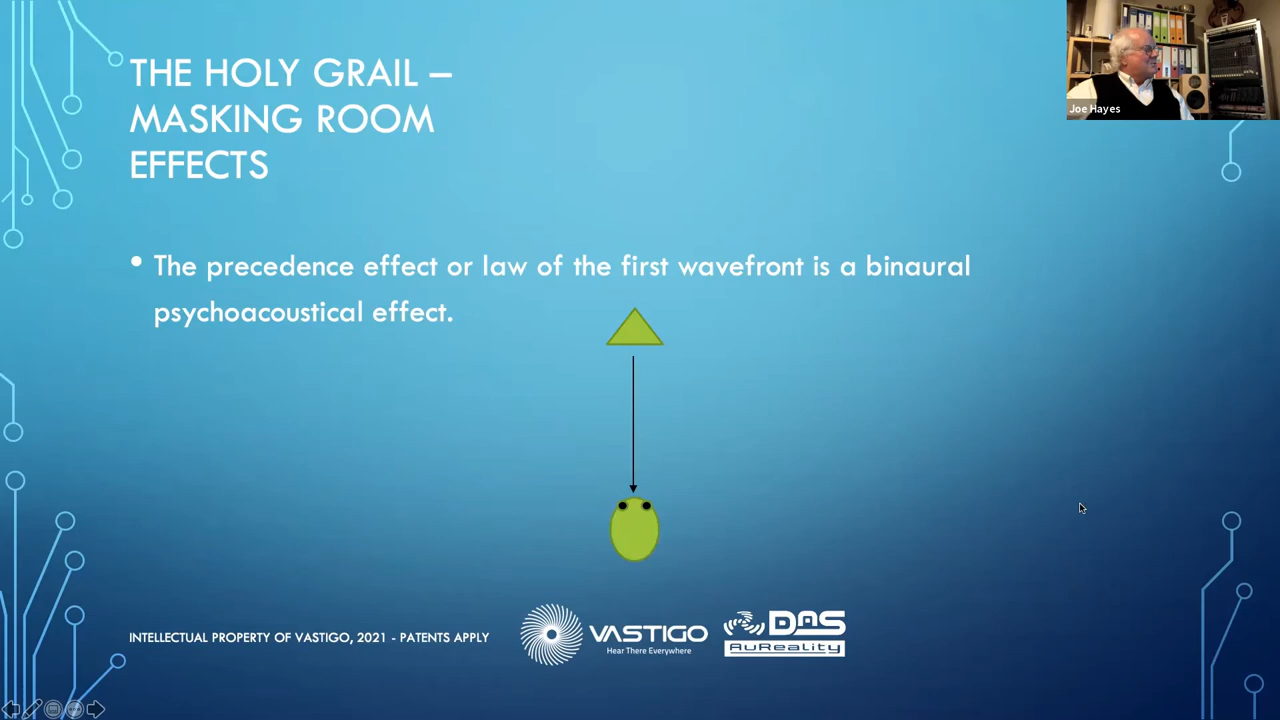 THE HOLY GRAIL –
MASKING ROOM
EFFECTS
Joe Hayes
• The precedence effect or law of the first wavefront is a binaural
psychoacoustical effect.
INTELLECTUAL PROPERTY OF VASTIGO, 2021 - PATENTS APPLY
VASTIGO
Hear There Everywhere
DAS
AuReality